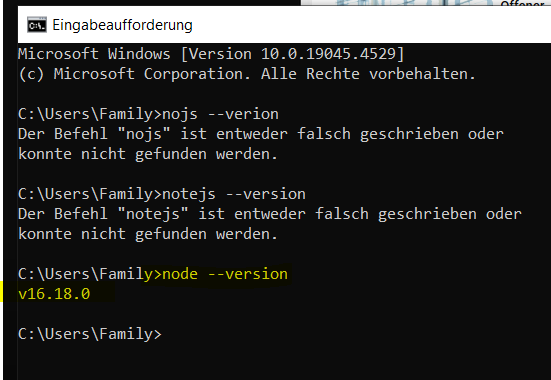 Offener
Eingabeaufforderung
Microsoft Windows [Version 10.0.19045.4529]
(c) Microsoft Corporation. Alle Rechte vorbehalten.
C:\Users\Family>nojs --verion
Der Befehl "nojs" ist entweder falsch geschrieben oder
konnte nicht gefunden werden.
C:\Users\Family>notejs --version
Der Befehl "notejs" ist entweder falsch geschrieben oder
konnte nicht gefunden werden.
C:\Users\Family>node --version
v16.18.0
C:\Users\Family>